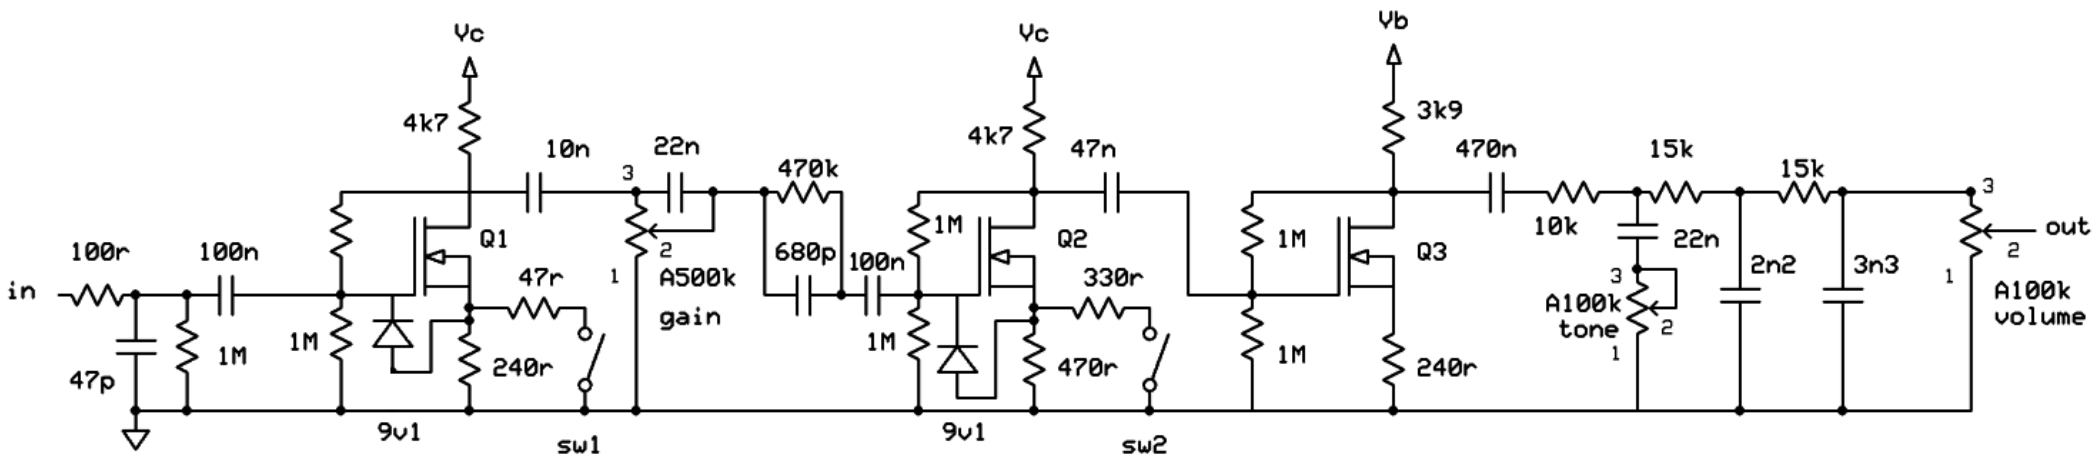 Vc
Vc
Vb
4k7
4k7
3k9
10n
22n
470k
47n
470n
15k
15k
3
3
100r
100n
1M
Q1
2
1
A500k
gain
680p
100n
1M
Q2
1M
Q3
10k
22n
2n2
3n3
2
1
out
A100k
volume
in
47p
1M
1M
47r
240r
1M
330r
470r
1M
240r
3
A100k
tone
2
1
9v1
sw1
9v1
sw2